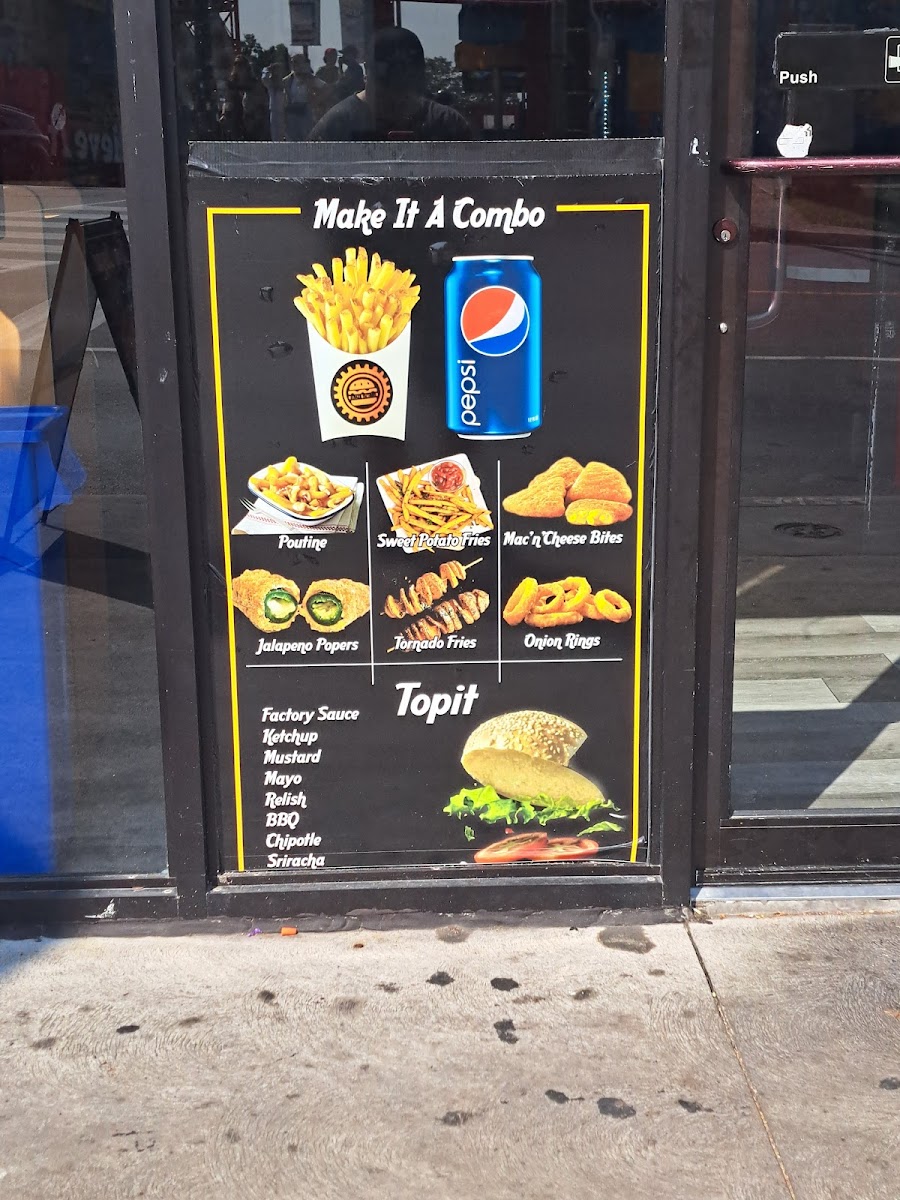 Push
Make It A Combo
pepsi
Poutine
Sweet Potato Fries
Mac'n'Cheese Bites
Jalapeno Popers
Tornado Fries
Onion Rings
Topit
Factory Sauce
Ketchup
Mustard
Mayo
Relish
BBQ
Chipotle
Sriracha